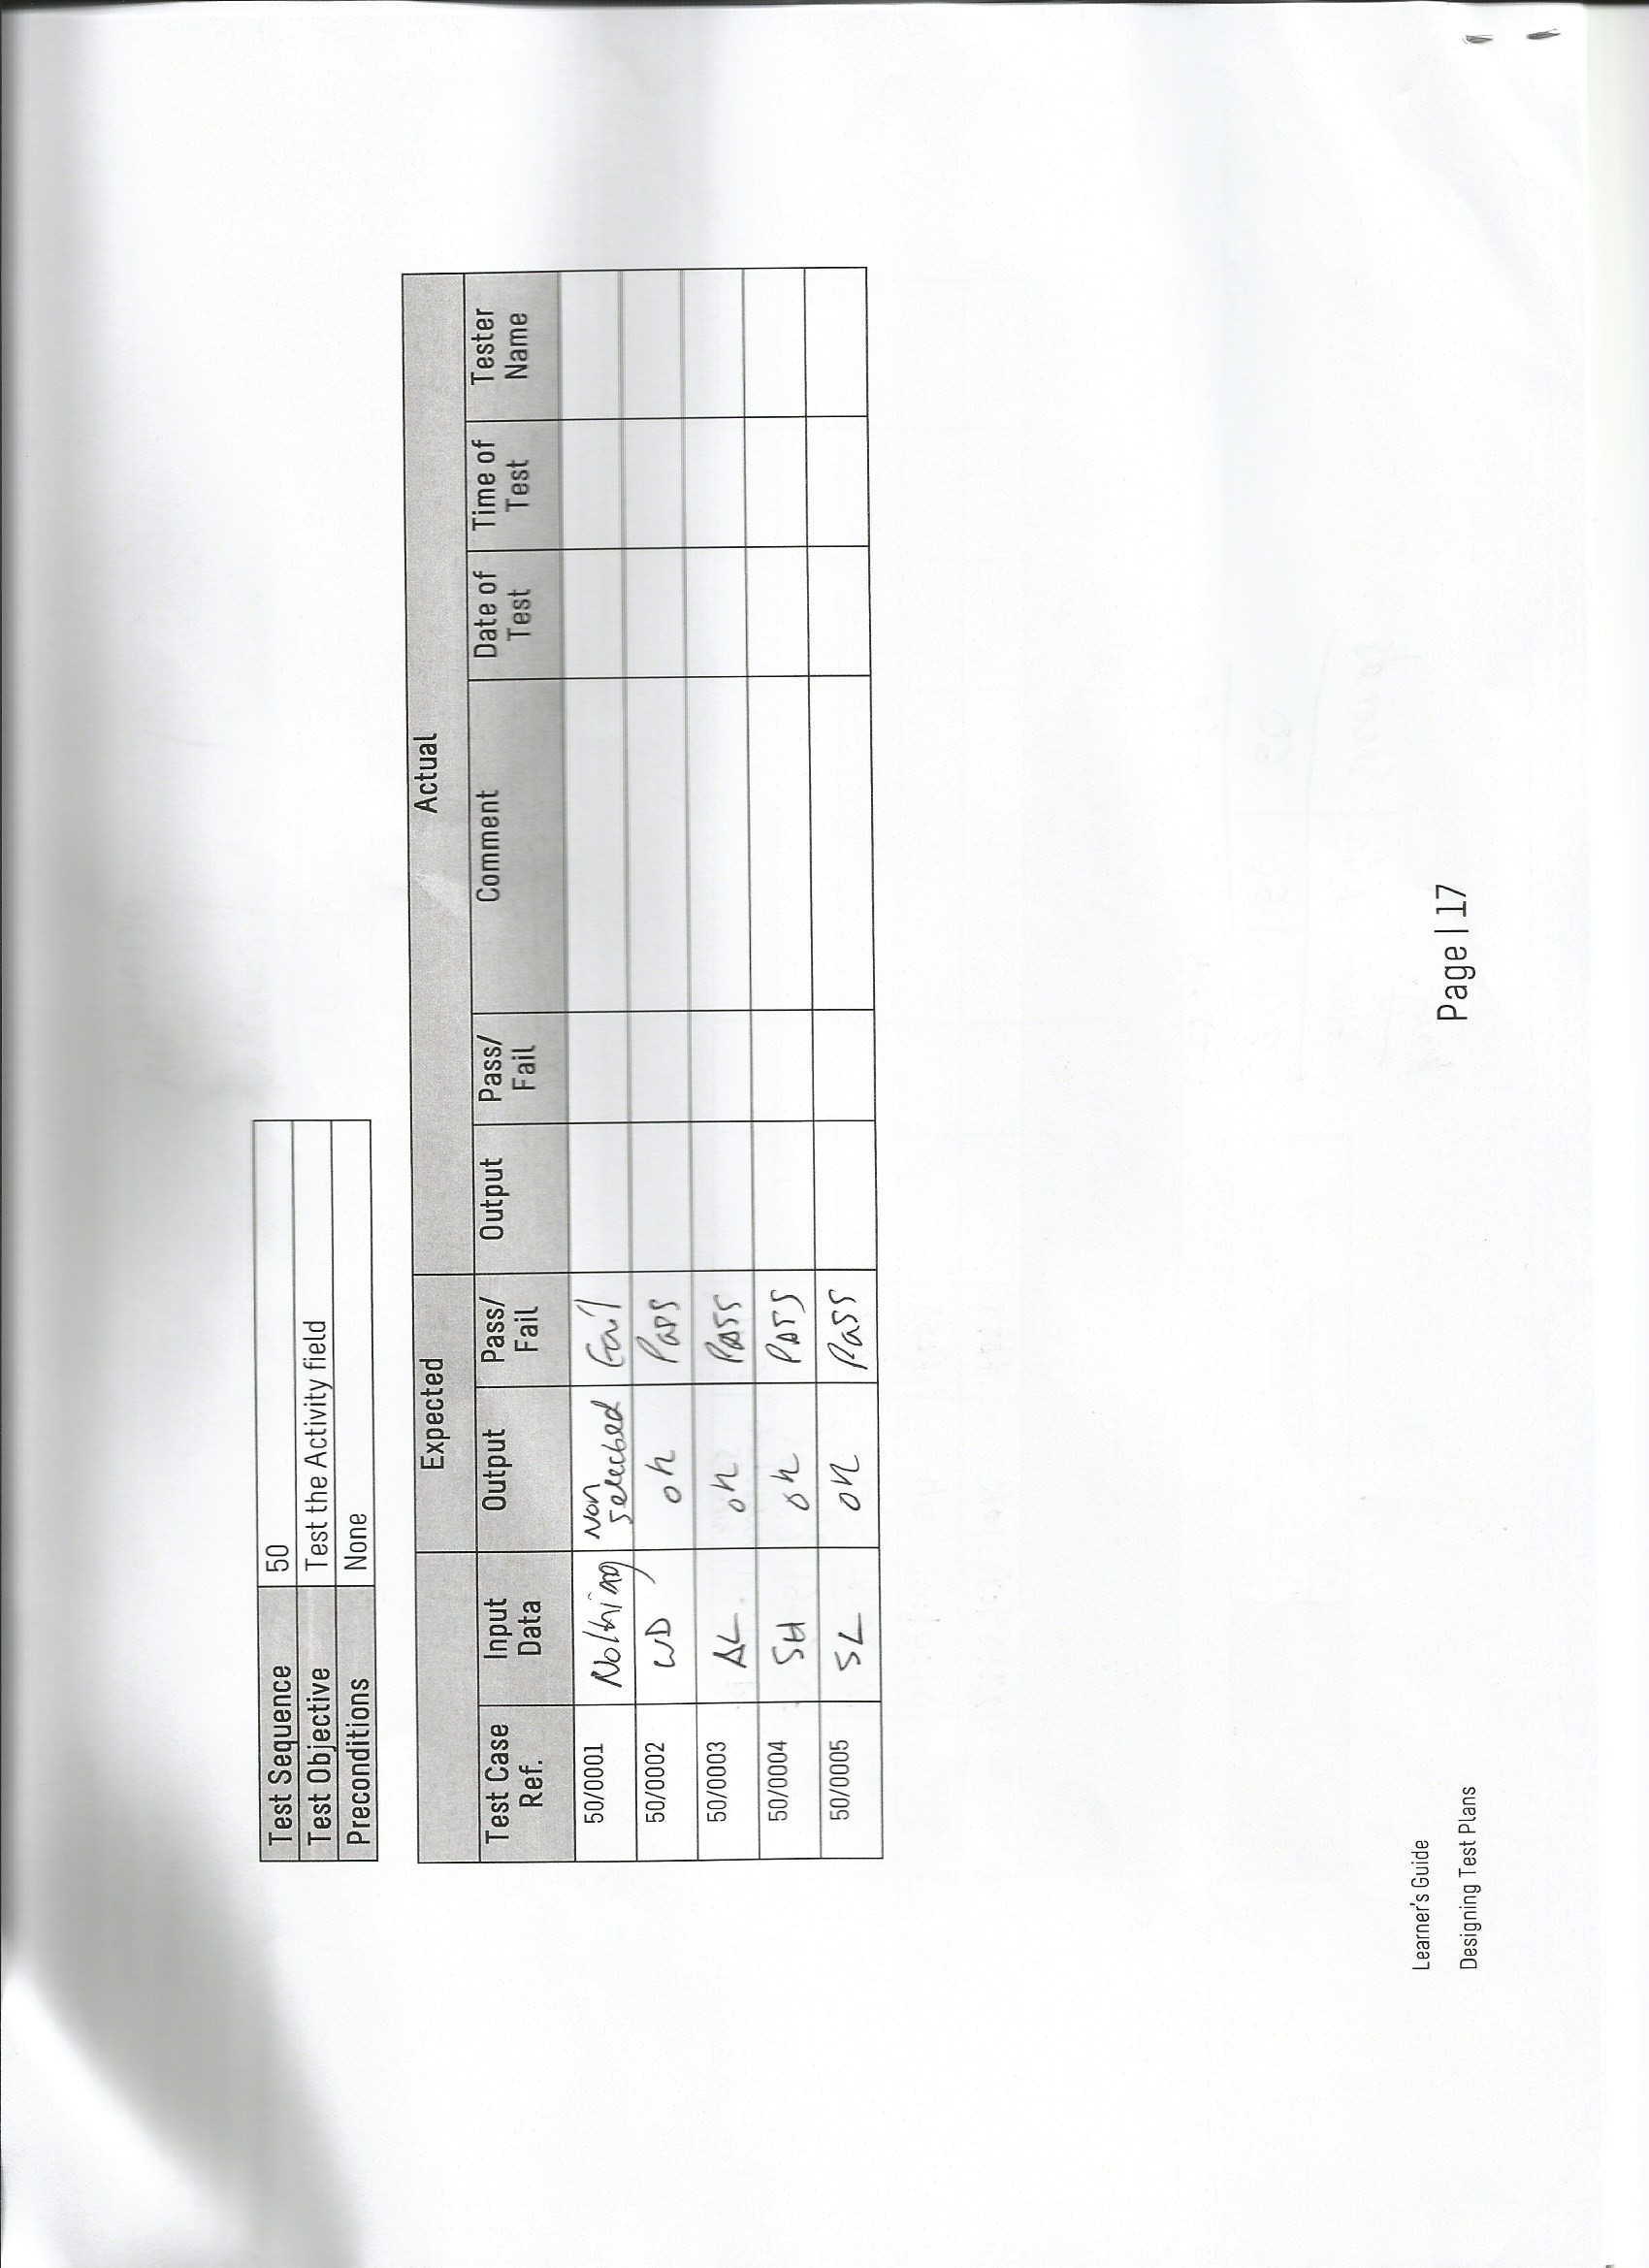 Test Sequence 50
Test Objective Test the Activity field
Preconditions None
Expected Actual
Test Case Ref. Input Data Output Pass/ Fail Output Pass/ Fail Comment Date of Test Time of Test Tester Name
50/0001 Nothing Non selected Fail
50/0002 WD ok Pass
50/0003 AL ok Pass
50/0004 SH ok Pass
50/0005 SL ok Pass
Learner's Guide
Designing Test Plans
Page | 17